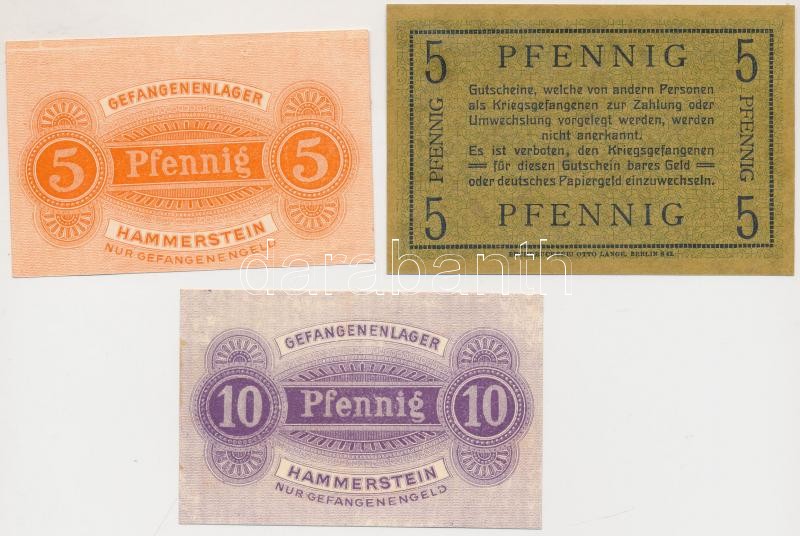 GEFANGENENLAGER
5 Pfennig 5
HAMMERSTEIN
NUR GEFANGENENGELD
5 PFENNIG 5
PFENNIG
PFENNIG
Gutscheine, welche von andern Personen
als Kriegsgefangenen zur Zahlung oder
Umwechslung vorgelegt werden, werden
nicht anerkannt.
Es ist verboten, den Kriegsgefangenen
für diesen Gutschein bares Geld
oder deutsches Papiergeld einzuwechseln.
5 PFENNIG 5
OTTO LANGE, BERLIN
darabanth
GEFANGENENLAGER
10 Pfennig 10
HAMMERSTEIN
NUR GEFANGENENGELD